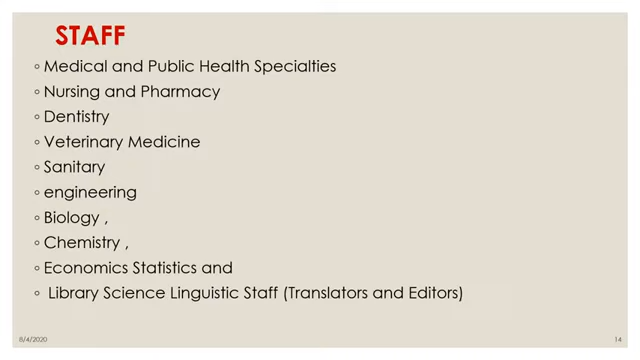 STAFF
◦ Medical and Public Health Specialties
◦ Nursing and Pharmacy
◦ Dentistry
◦ Veterinary Medicine
◦ Sanitary
◦ engineering
◦ Biology ,
◦ Chemistry ,
◦ Economics Statistics and
◦ Library Science Linguistic Staff (Translators and Editors)
8/4/2020
14